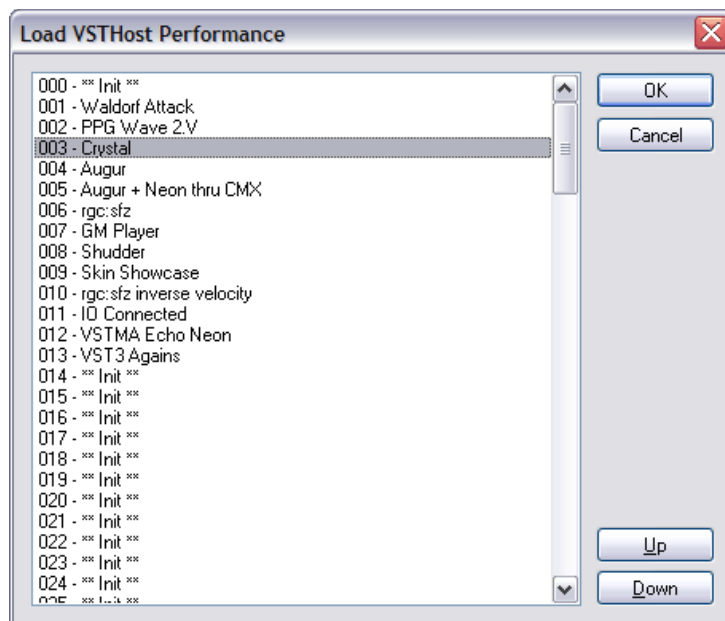 Load VSTHost Performance
000 - ** Init **
001 - Waldorf Attack
002 - PPG Wave 2.V
003 - Crystal
004 - Augur
005 - Augur + Neon thru CMX
006 - rgc:sfz
007 - GM Player
008 - Shudder
009 - Skin Showcase
010 - rgc:sfz inverse velocity
011 - IO Connected
012 - VSTMA Echo Neon
013 - VST3 Agains
014 - ** Init **
015 - ** Init **
016 - ** Init **
017 - ** Init **
018 - ** Init **
019 - ** Init **
020 - ** Init **
021 - ** Init **
022 - ** Init **
023 - ** Init **
024 - ** Init **
025 - ** Init **
OK
Cancel
Up
Down